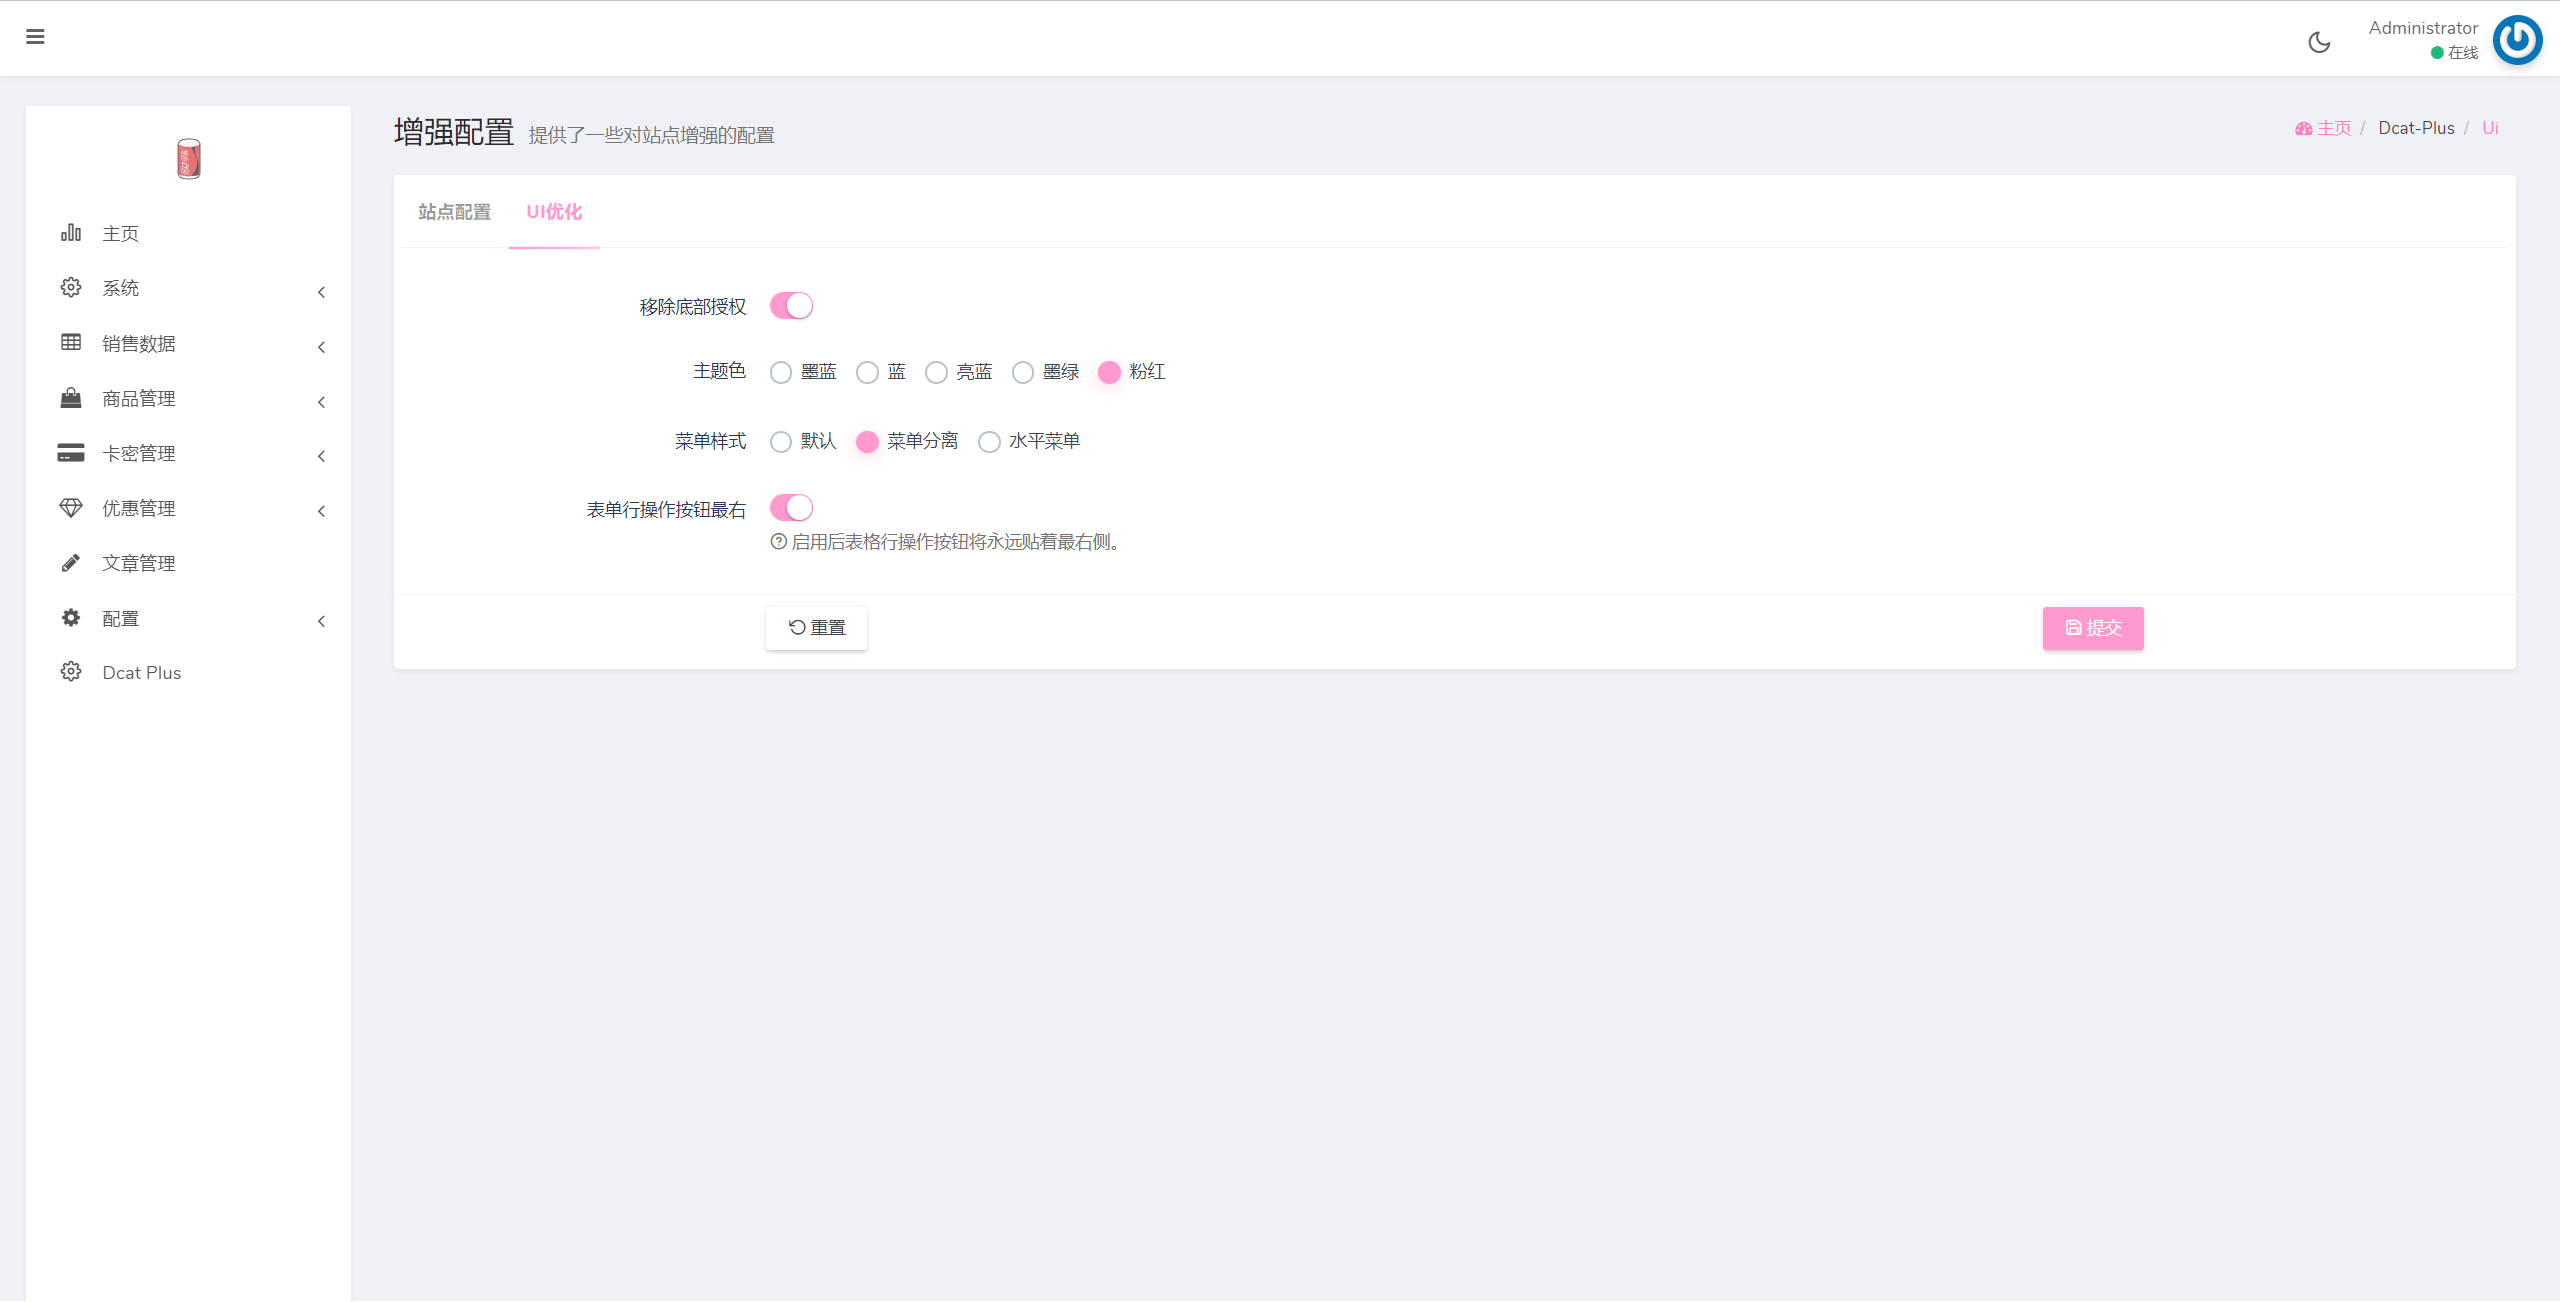 Administrator
在线
主页
系统
销售数据
商品管理
卡密管理
优惠管理
文章管理
配置
Dcat Plus
增强配置 提供了一些对站点增强的配置
主页 / Dcat-Plus / Ui
站点配置 UI优化
移除底部授权
主题色 墨蓝 蓝 亮蓝 墨绿 粉红
菜单样式 默认 菜单分离 水平菜单
表单行操作按钮最右
启用后表格行操作按钮将永远贴着最右侧。
重置 提交